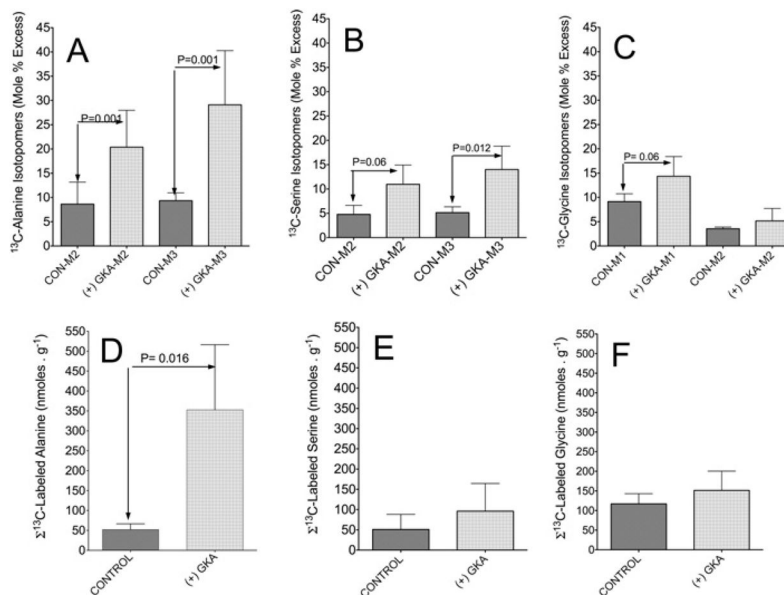 A
¹³C-Alanine Isotopomers (Mole % Excess)
45
40
35
30
25
20
15
10
5
0
P=0.001
P=0.001
CON-M2
(+) GKA-M2
CON-M3
(+) GKA-M3
B
¹³C-Serine Isotopomers (Mole % Excess)
45
40
35
30
25
20
15
10
5
0
P=0.06
P=0.012
CON-M2
(+) GKA-M2
CON-M3
(+) GKA-M3
C
¹³C-Glycine Isotopomers (Mole % Excess)
45
40
35
30
25
20
15
10
5
0
P= 0.06
CON-M1
(+) GKA-M1
CON-M2
(+) GKA-M2
D
Σ¹³C-Labeled Alanine (nmoles . g⁻¹)
550
500
450
400
350
300
250
200
150
100
50
0
P= 0.016
CONTROL
(+) GKA
E
Σ¹³C-Labeled Serine (nmoles . g⁻¹)
550
500
450
400
350
300
250
200
150
100
50
0
CONTROL
(+) GKA
F
Σ¹³C-Labeled Glycine (nmoles . g⁻¹)
550
500
450
400
350
300
250
200
150
100
50
0
CONTROL
(+) GKA